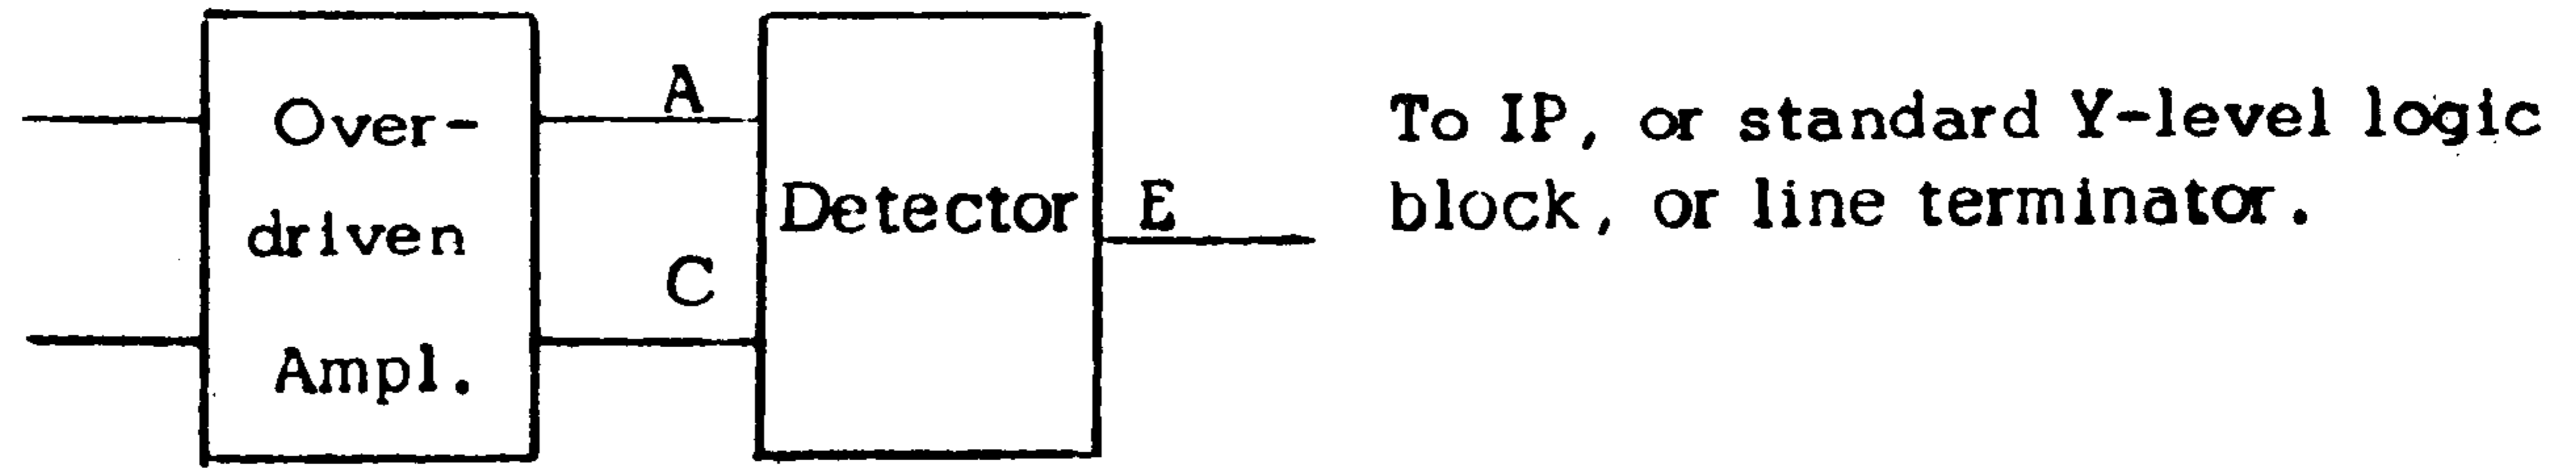 Over-
driven
Ampl.
A
C
Detector
E
To IP, or standard Y-level logic
block, or line terminator.